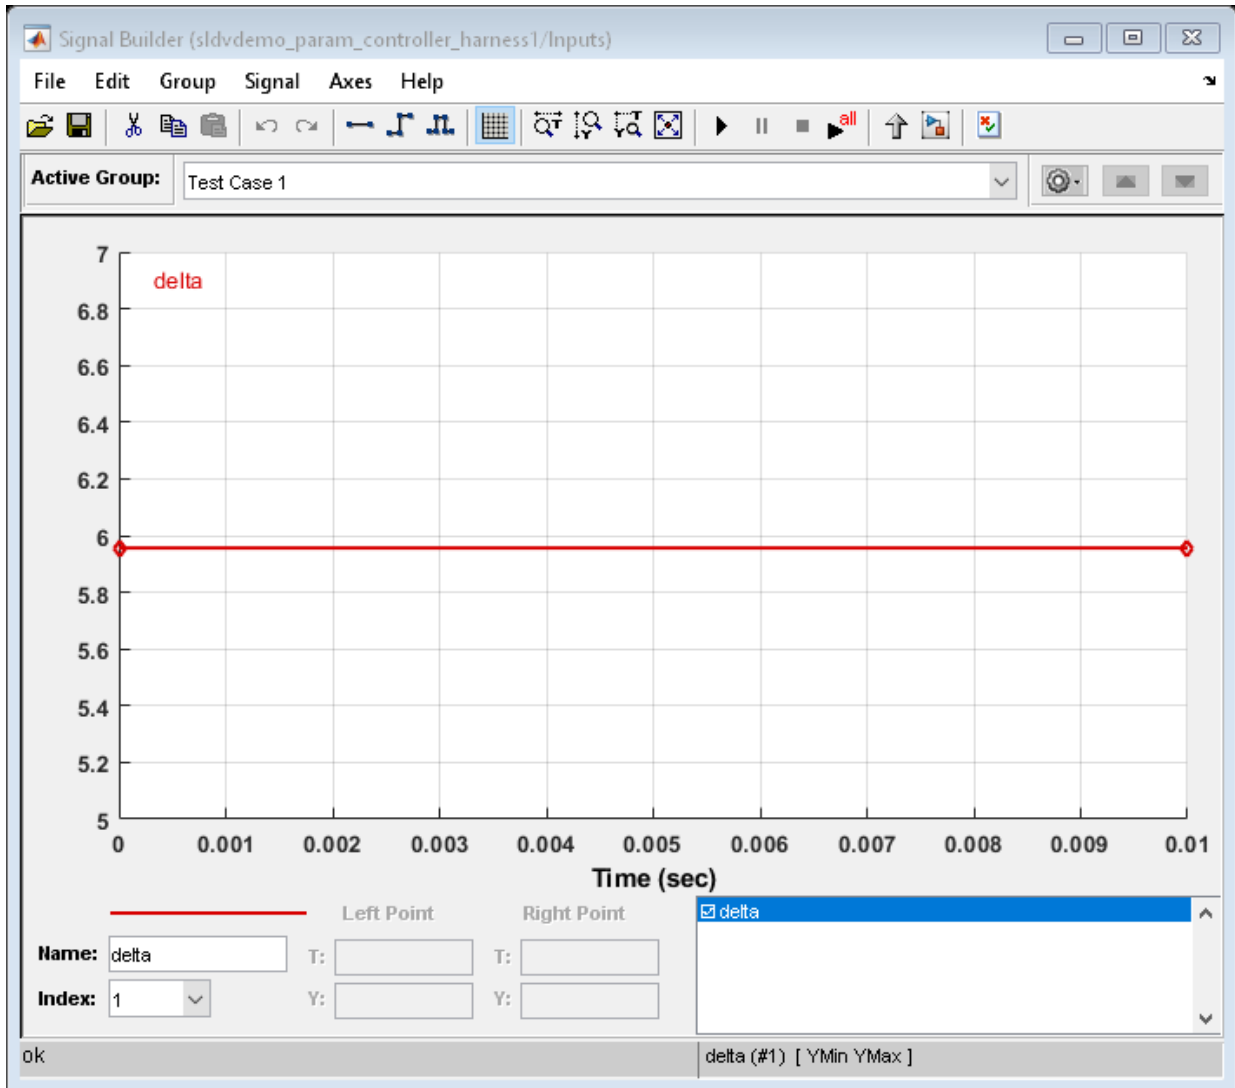 Signal Builder (sldvdemo_param_controller_harness1/Inputs)
File Edit Group Signal Axes Help
all
Active Group: Test Case 1
7
delta
6.8
6.6
6.4
6.2
6
5.8
5.6
5.4
5.2
5
0 0.001 0.002 0.003 0.004 0.005 0.006 0.007 0.008 0.009 0.01
Time (sec)
Left Point Right Point
delta
Name: delta T: T:
Index: 1 Y: Y:
ok delta (#1) [ YMin YMax ]